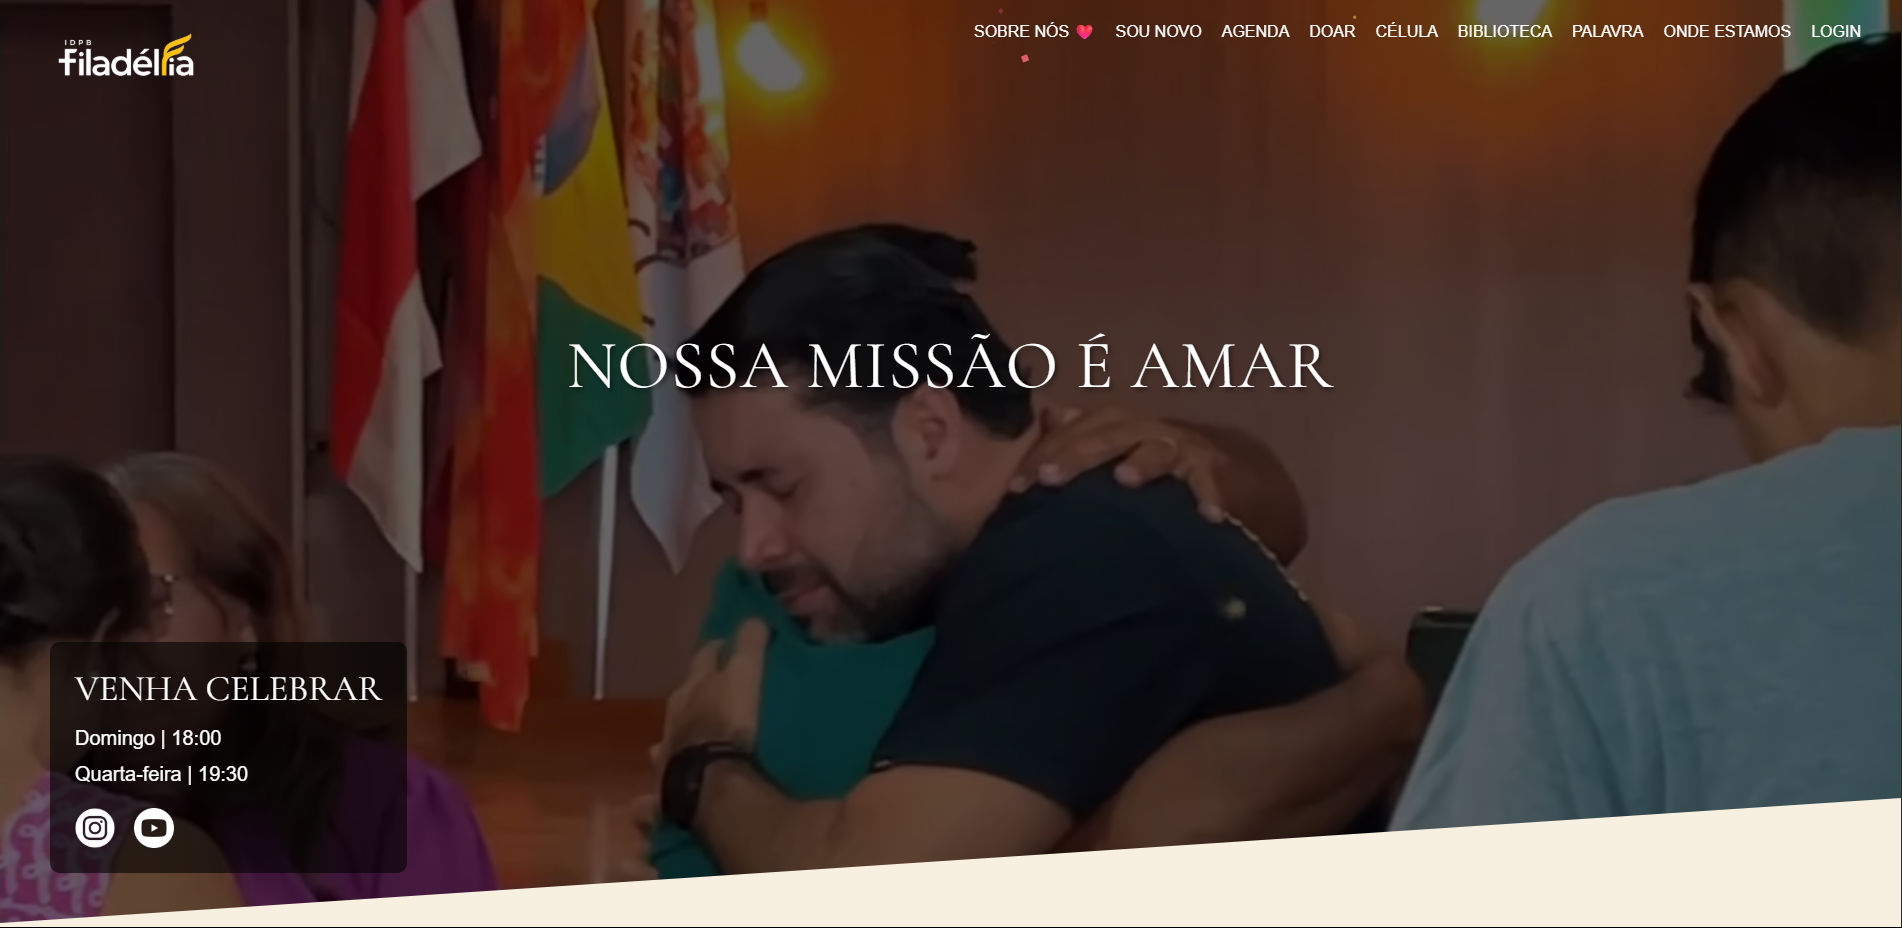 IDPB
filadélfia
SOBRE NÓS SOU NOVO AGENDA DOAR CÉLULA BIBLIOTECA PALAVRA ONDE ESTAMOS LOGIN
NOSSA MISSÃO É AMAR
VENHA CELEBRAR
Domingo | 18:00
Quarta-feira | 19:30